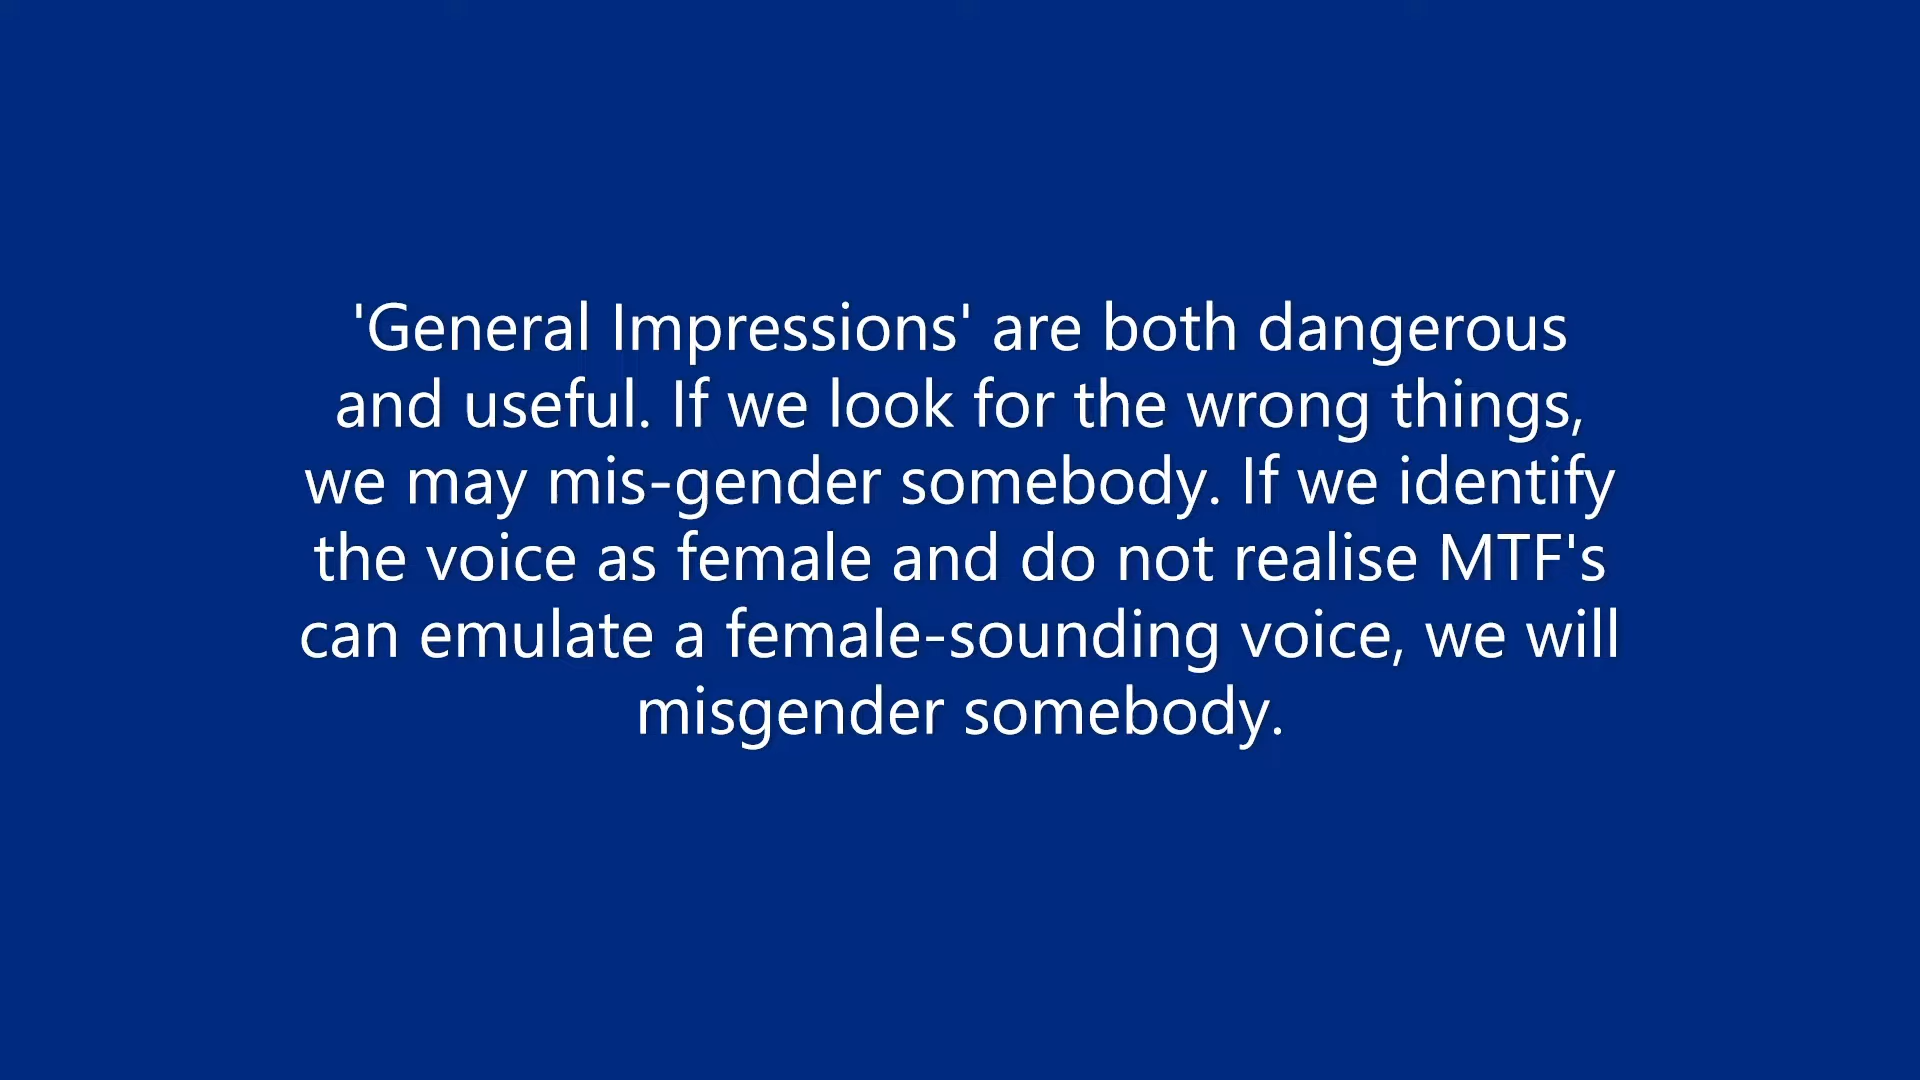 'General Impressions' are both dangerous
and useful. If we look for the wrong things,
we may mis-gender somebody. If we identify
the voice as female and do not realise MTF's
can emulate a female-sounding voice, we will
misgender somebody.